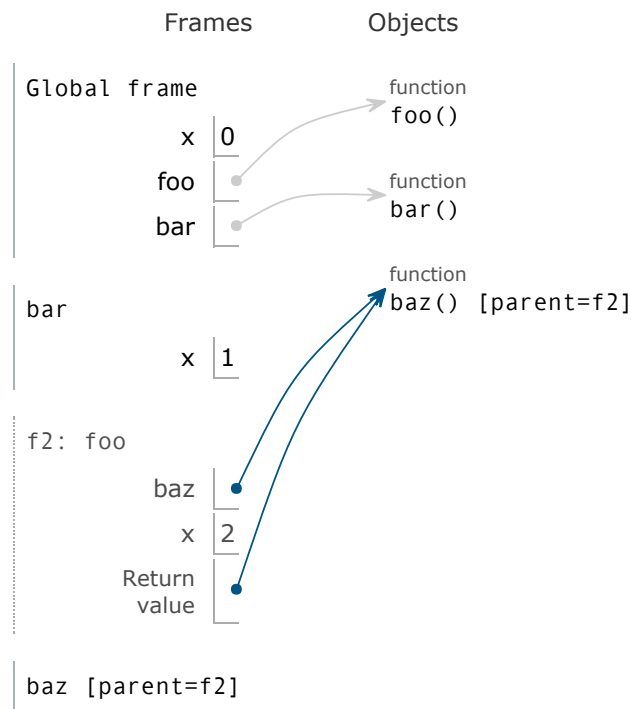 Frames Objects
Global frame
function
foo()
x 0
foo
function
bar()
bar
function
baz() [parent=f2]
bar
x 1
f2: foo
baz
x 2
Return
value
baz [parent=f2]